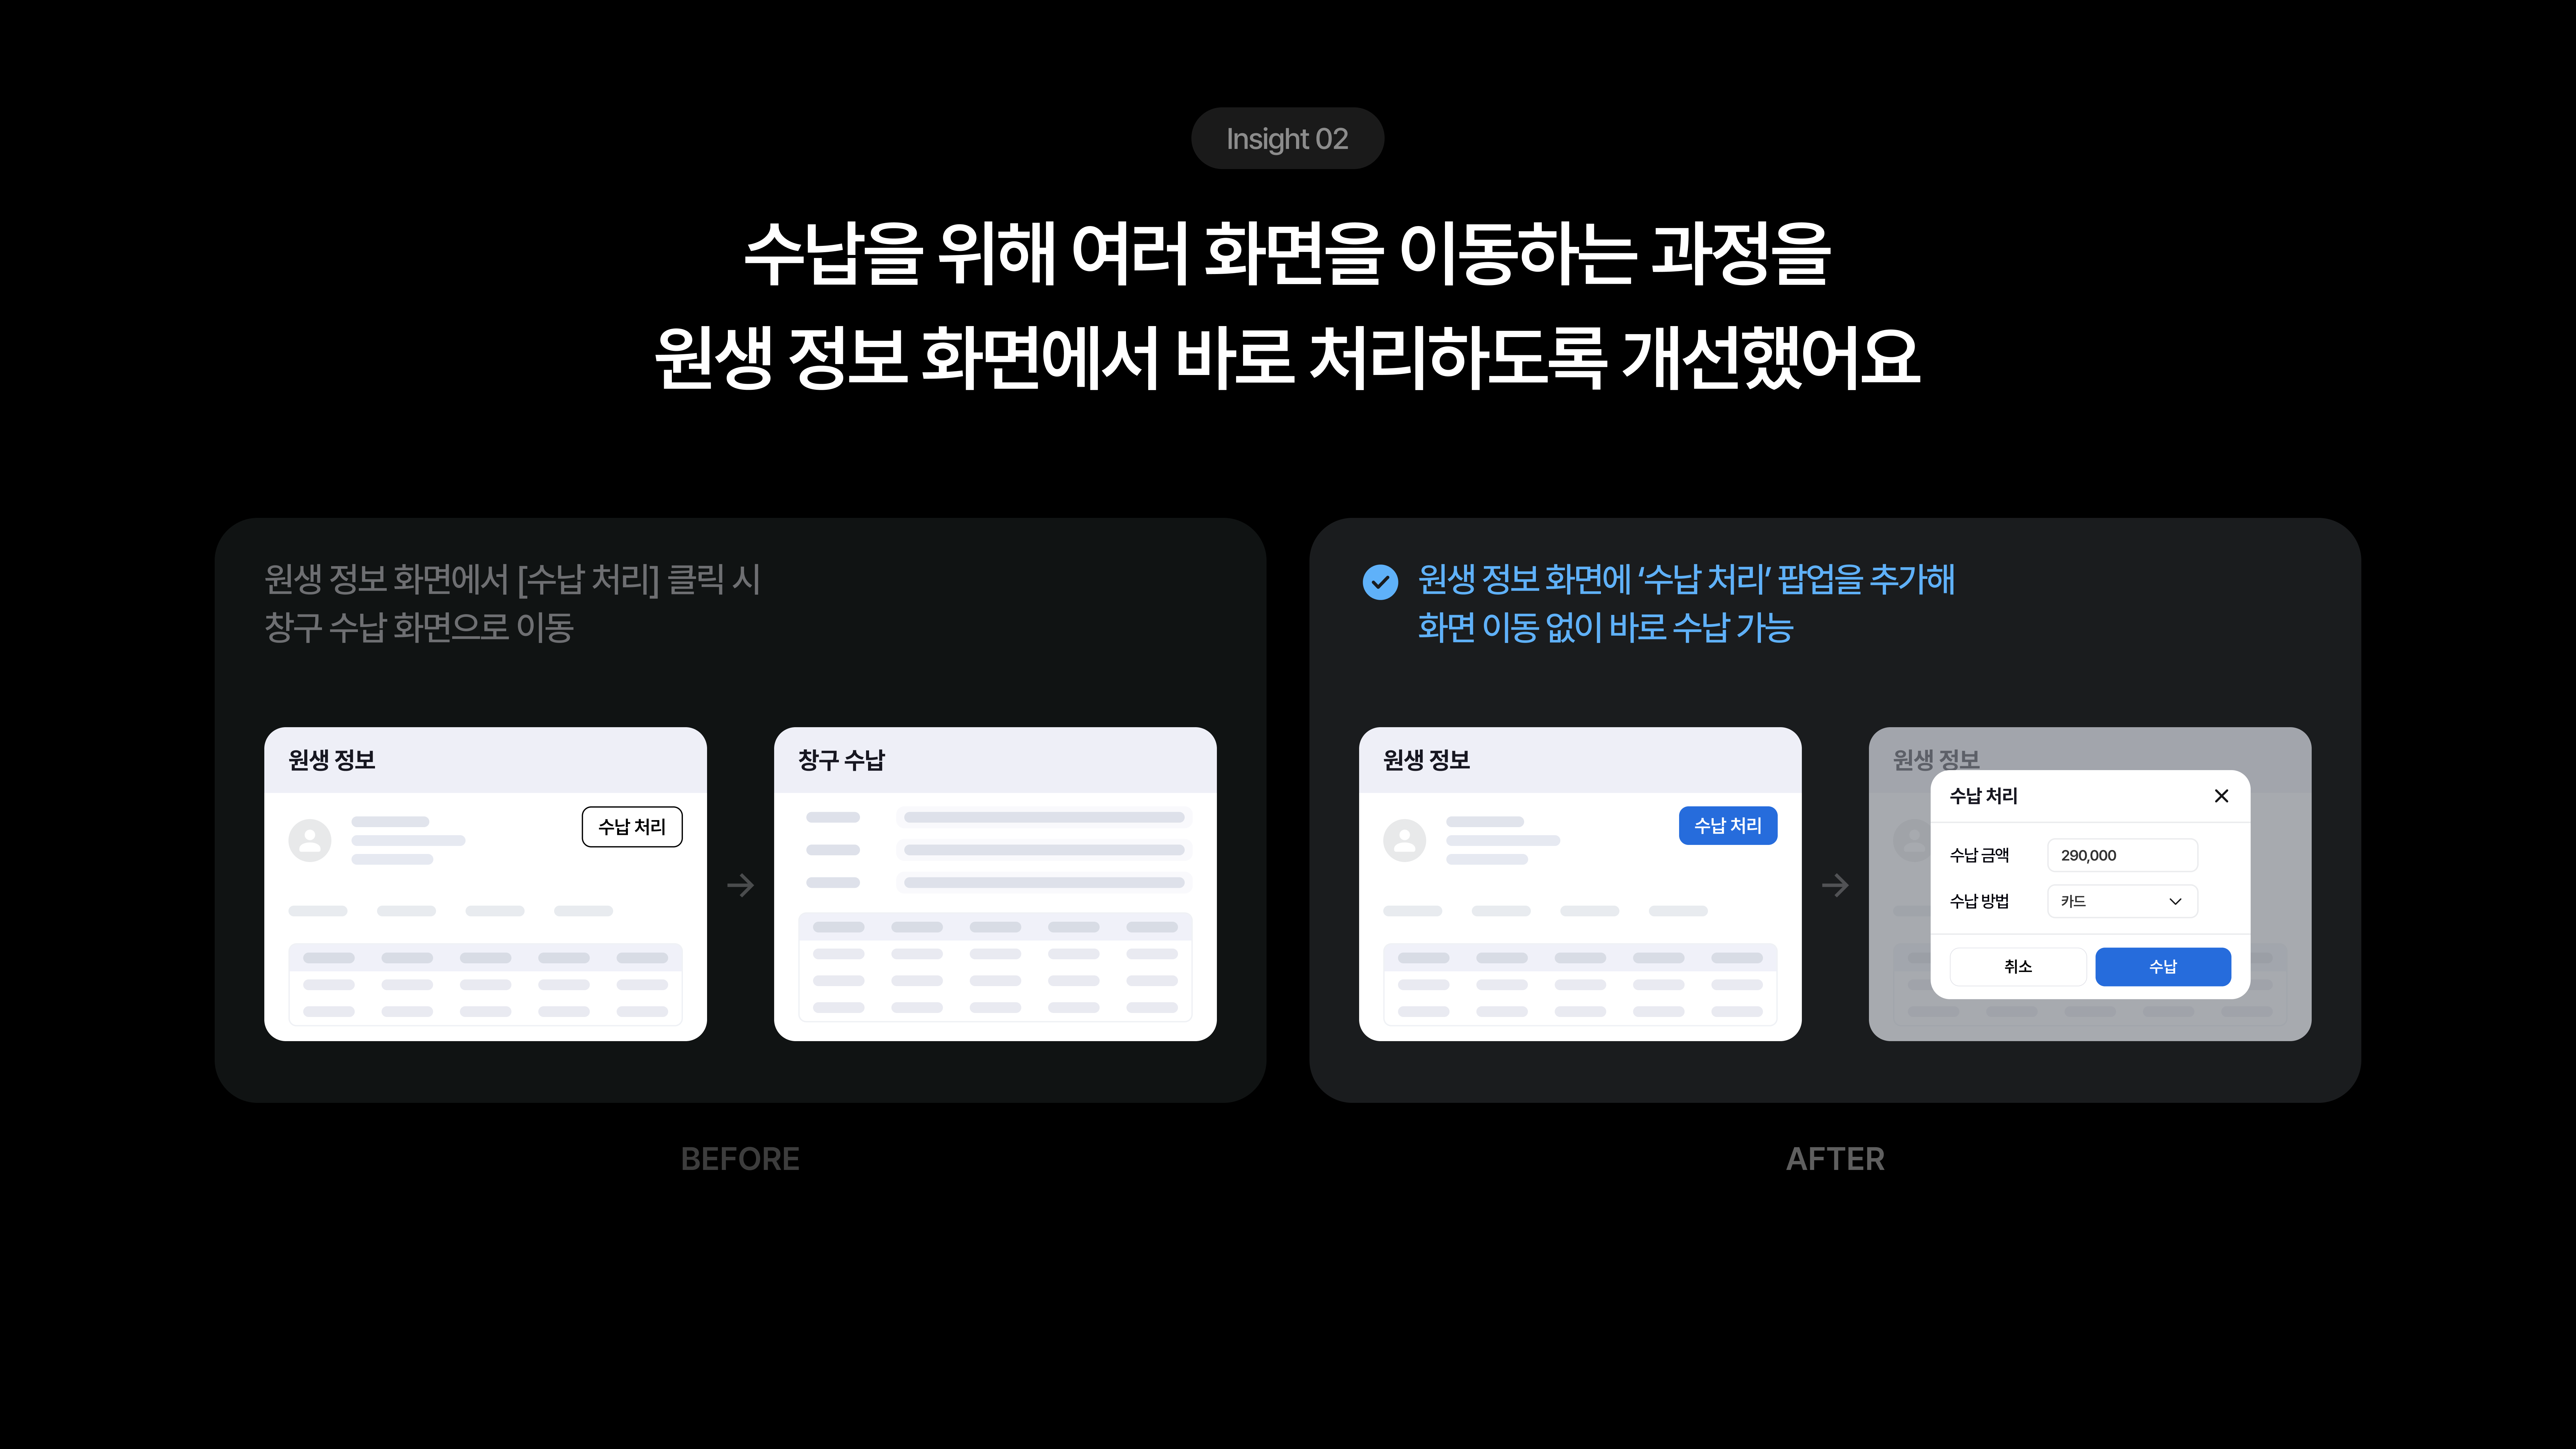 Insight 02
수납을 위해 여러 화면을 이동하는 과정을
원생 정보 화면에서 바로 처리하도록 개선했어요
원생 정보 화면에서 [수납 처리] 클릭 시
창구 수납 화면으로 이동
원생 정보
수납 처리
창구 수납
BEFORE
원생 정보 화면에 ‘수납 처리’ 팝업을 추가해
화면 이동 없이 바로 수납 가능
원생 정보
수납 처리
원생 정보
수납 처리
수납 금액 290,000
수납 방법 카드
취소 수납
AFTER